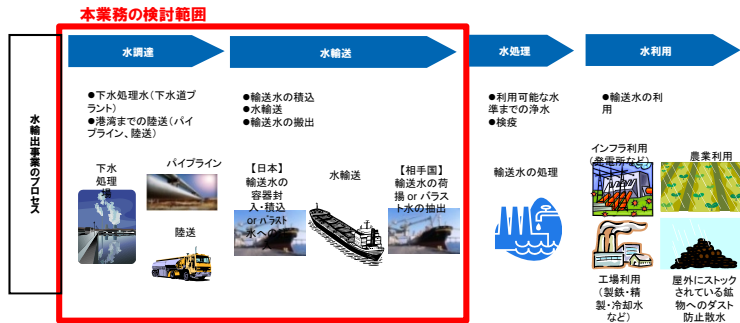 本業務の検討範囲
水輸出事業のプロセス
水調達
水輸送
水処理
水利用
●下水処理水（下水道プ
ラント）
●港湾までの陸送（パイ
プライン、陸送）
●輸送水の積込
●水輸送
●輸送水の搬出
●利用可能な水
準までの浄水
●検疫
●輸送水の利
用
下水
処理
場
パイプライン
陸送
【日本】
輸送水の
容器封
入・積込
or バラスト
水への
水輸送
【相手国】
輸送水の荷
揚 or バラス
ト水の抽出
輸送水の処理
インフラ利用
（発電所など）
農業利用
工場利用
（製鉄・精
製・冷却水
など）
屋外にストック
されている鉱
物へのダスト
防止散水